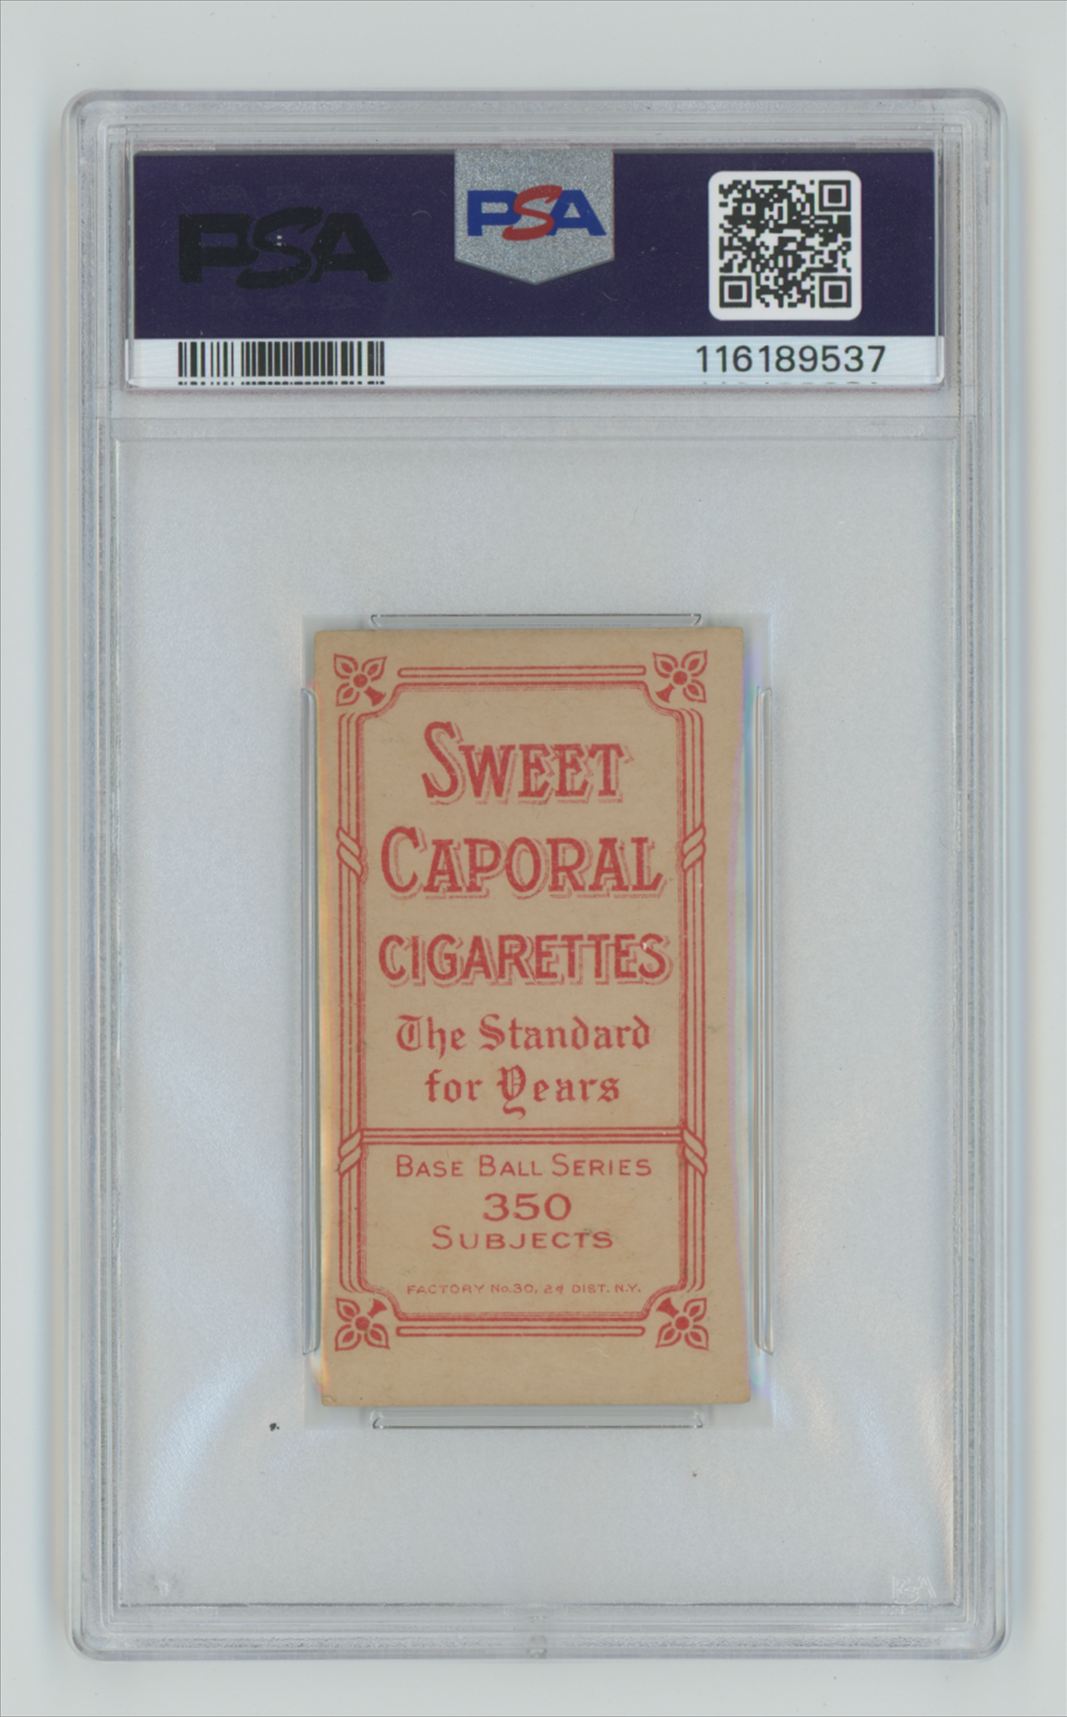 PSA
PSA
116189537
SWEET
CAPORAL
CIGARETTES
The Standard
for Years
BASE BALL SERIES
350
SUBJECTS
FACTORY No. 30, 2d DIST. N.Y.
PSA